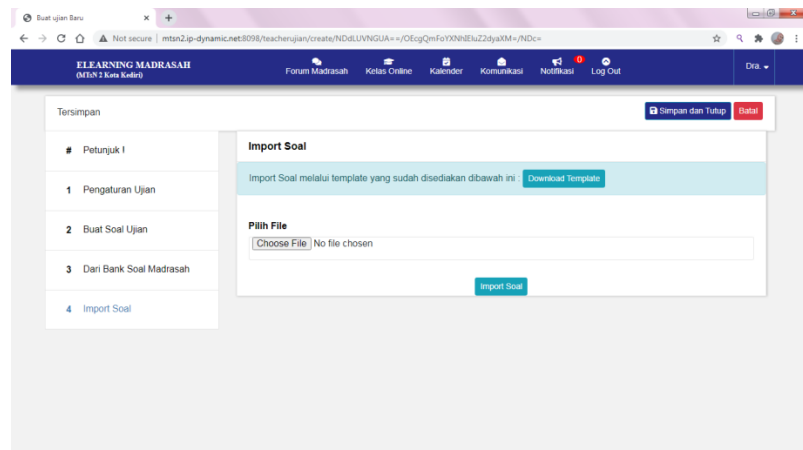 Buat ujian Baru
Not secure | mtsn2.ip-dynamic.net:8098/teacherujian/create/
ELEARNING MADRASAH
(MTsN 2 Kota Kediri)
Forum Madrasah Kelas Online Kalender Komunikasi Notifikasi 0 Log Out Dra.
Tersimpan Simpan dan Tutup Batal
# Petunjuk !
1 Pengaturan Ujian
2 Buat Soal Ujian
3 Dari Bank Soal Madrasah
4 Import Soal
Import Soal
Import Soal melalui template yang sudah disediakan dibawah ini : Download Template
Pilih File
Choose File No file chosen
Import Soal